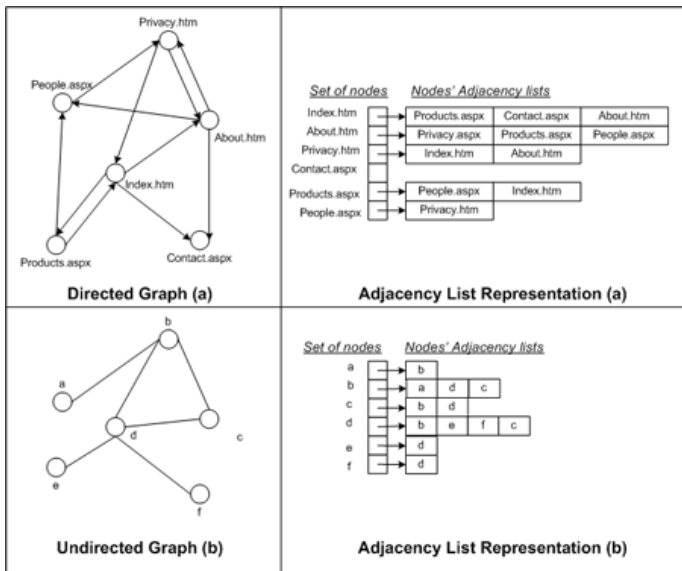 Privacy.htm
People.aspx
About.htm
Index.htm
Products.aspx
Contact.aspx
Directed Graph (a)
Set of nodes Nodes' Adjacency lists
Index.htm Products.aspx Contact.aspx About.htm
About.htm Privacy.aspx Products.aspx People.aspx
Privacy.htm Index.htm About.htm
Contact.aspx
Products.aspx People.aspx Index.htm
People.aspx Privacy.htm
Adjacency List Representation (a)
b
a
c
d
e
f
Undirected Graph (b)
Set of nodes Nodes' Adjacency lists
a b
b a d c
c b d
d b e f c
e d
f d
Adjacency List Representation (b)